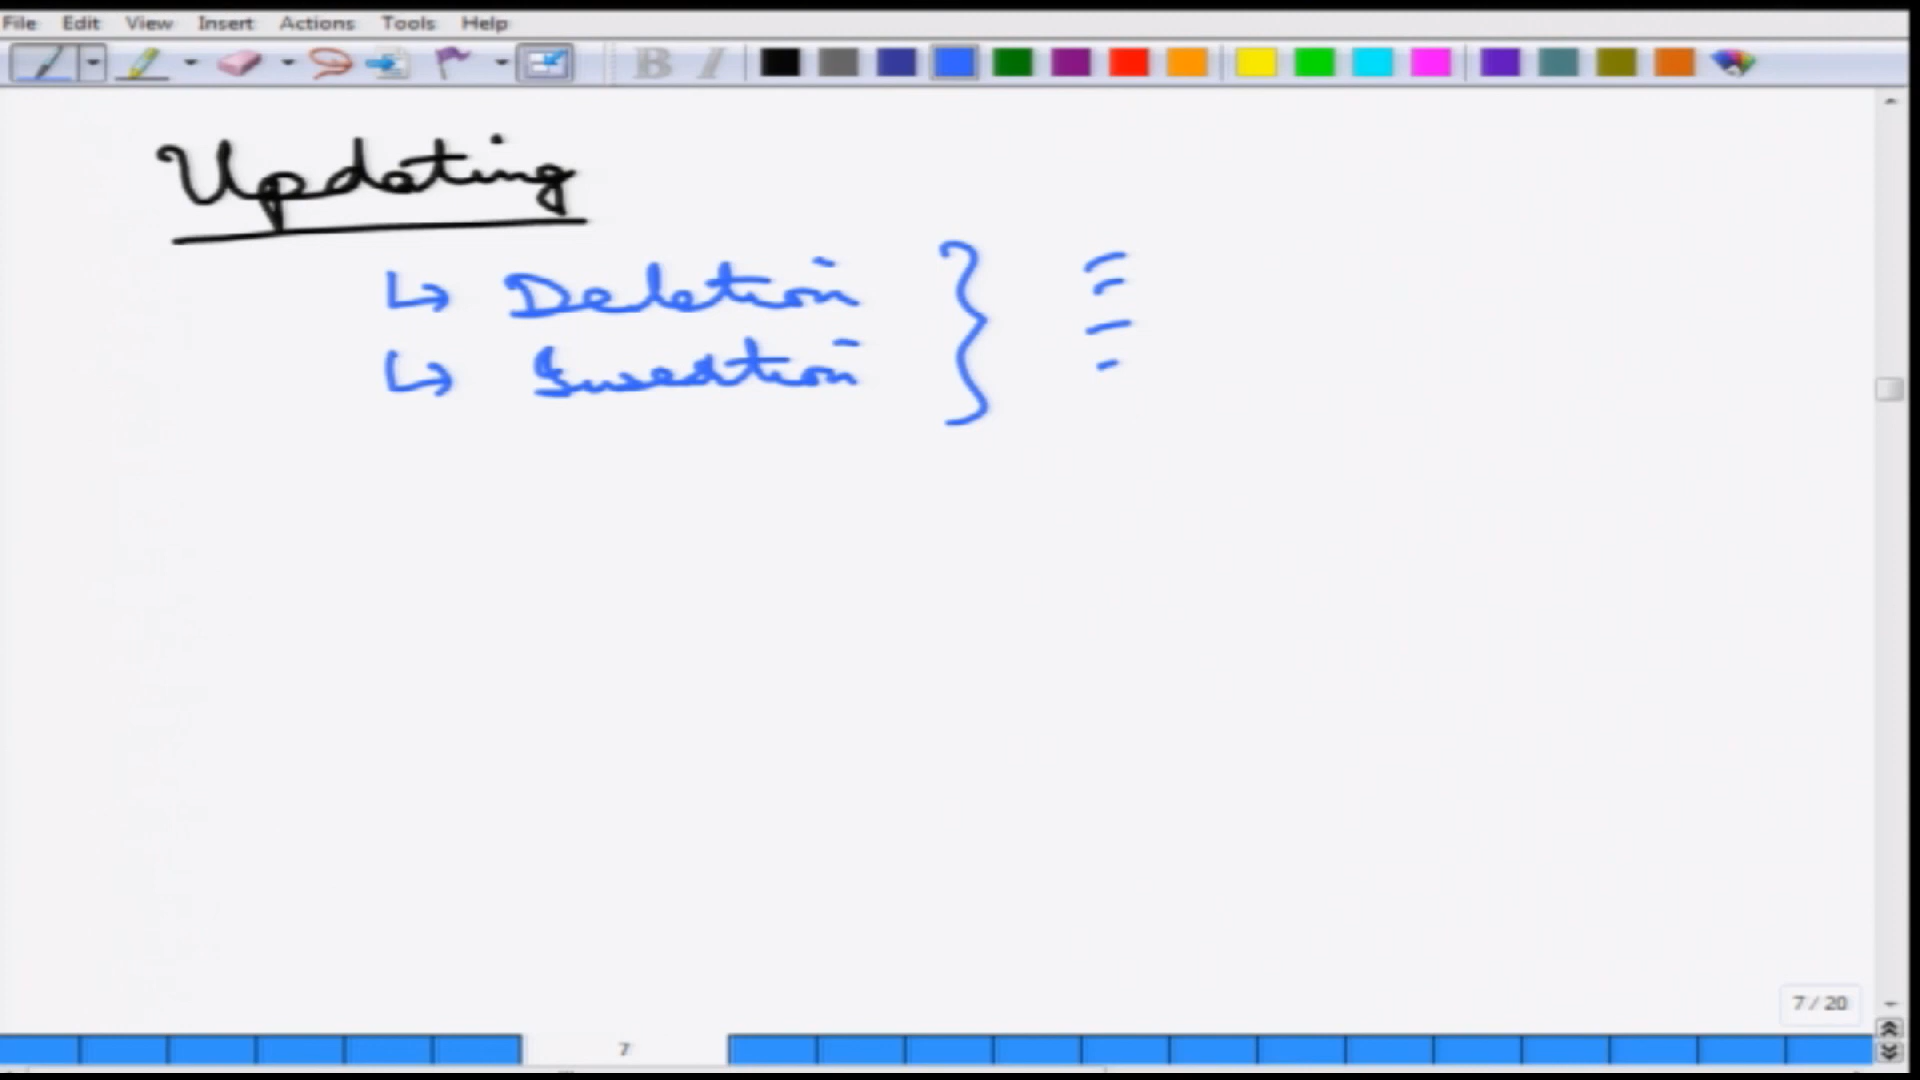 File Edit View Insert Actions Tools Help
B I
Updating
↳ Deletion
↳ Insertion
7 / 20
7